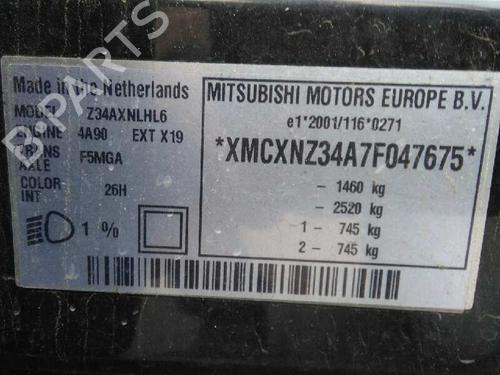 B-PARTS
Made in the Netherlands
MODEL Z34AXNLHL6
ENGINE 4A90 EXT X19
TRANS AXLE F5MGA
COLOR INT 26H
1 %
MITSUBISHI MOTORS EUROPE B.V.
e1*2001/116*0271
*XMCXNZ34A7F047675*
- 1460 kg
- 2520 kg
1 - 745 kg
2 - 745 kg